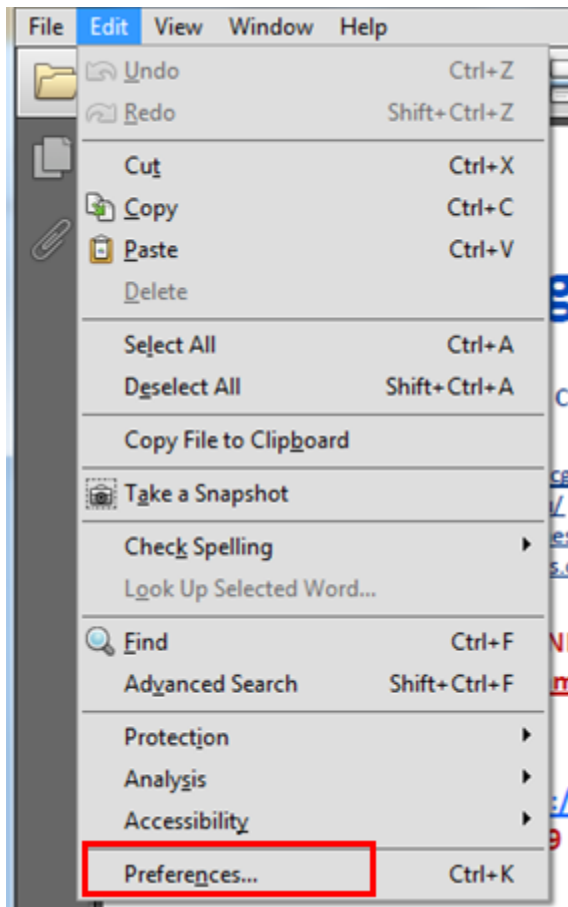 File Edit View Window Help
Undo Ctrl+Z
Redo Shift+Ctrl+Z
Cut Ctrl+X
Copy Ctrl+C
Paste Ctrl+V
Delete
Select All Ctrl+A
Deselect All Shift+Ctrl+A
Copy File to Clipboard
Take a Snapshot
Check Spelling
Look Up Selected Word...
Find Ctrl+F
Advanced Search Shift+Ctrl+F
Protection
Analysis
Accessibility
Preferences... Ctrl+K